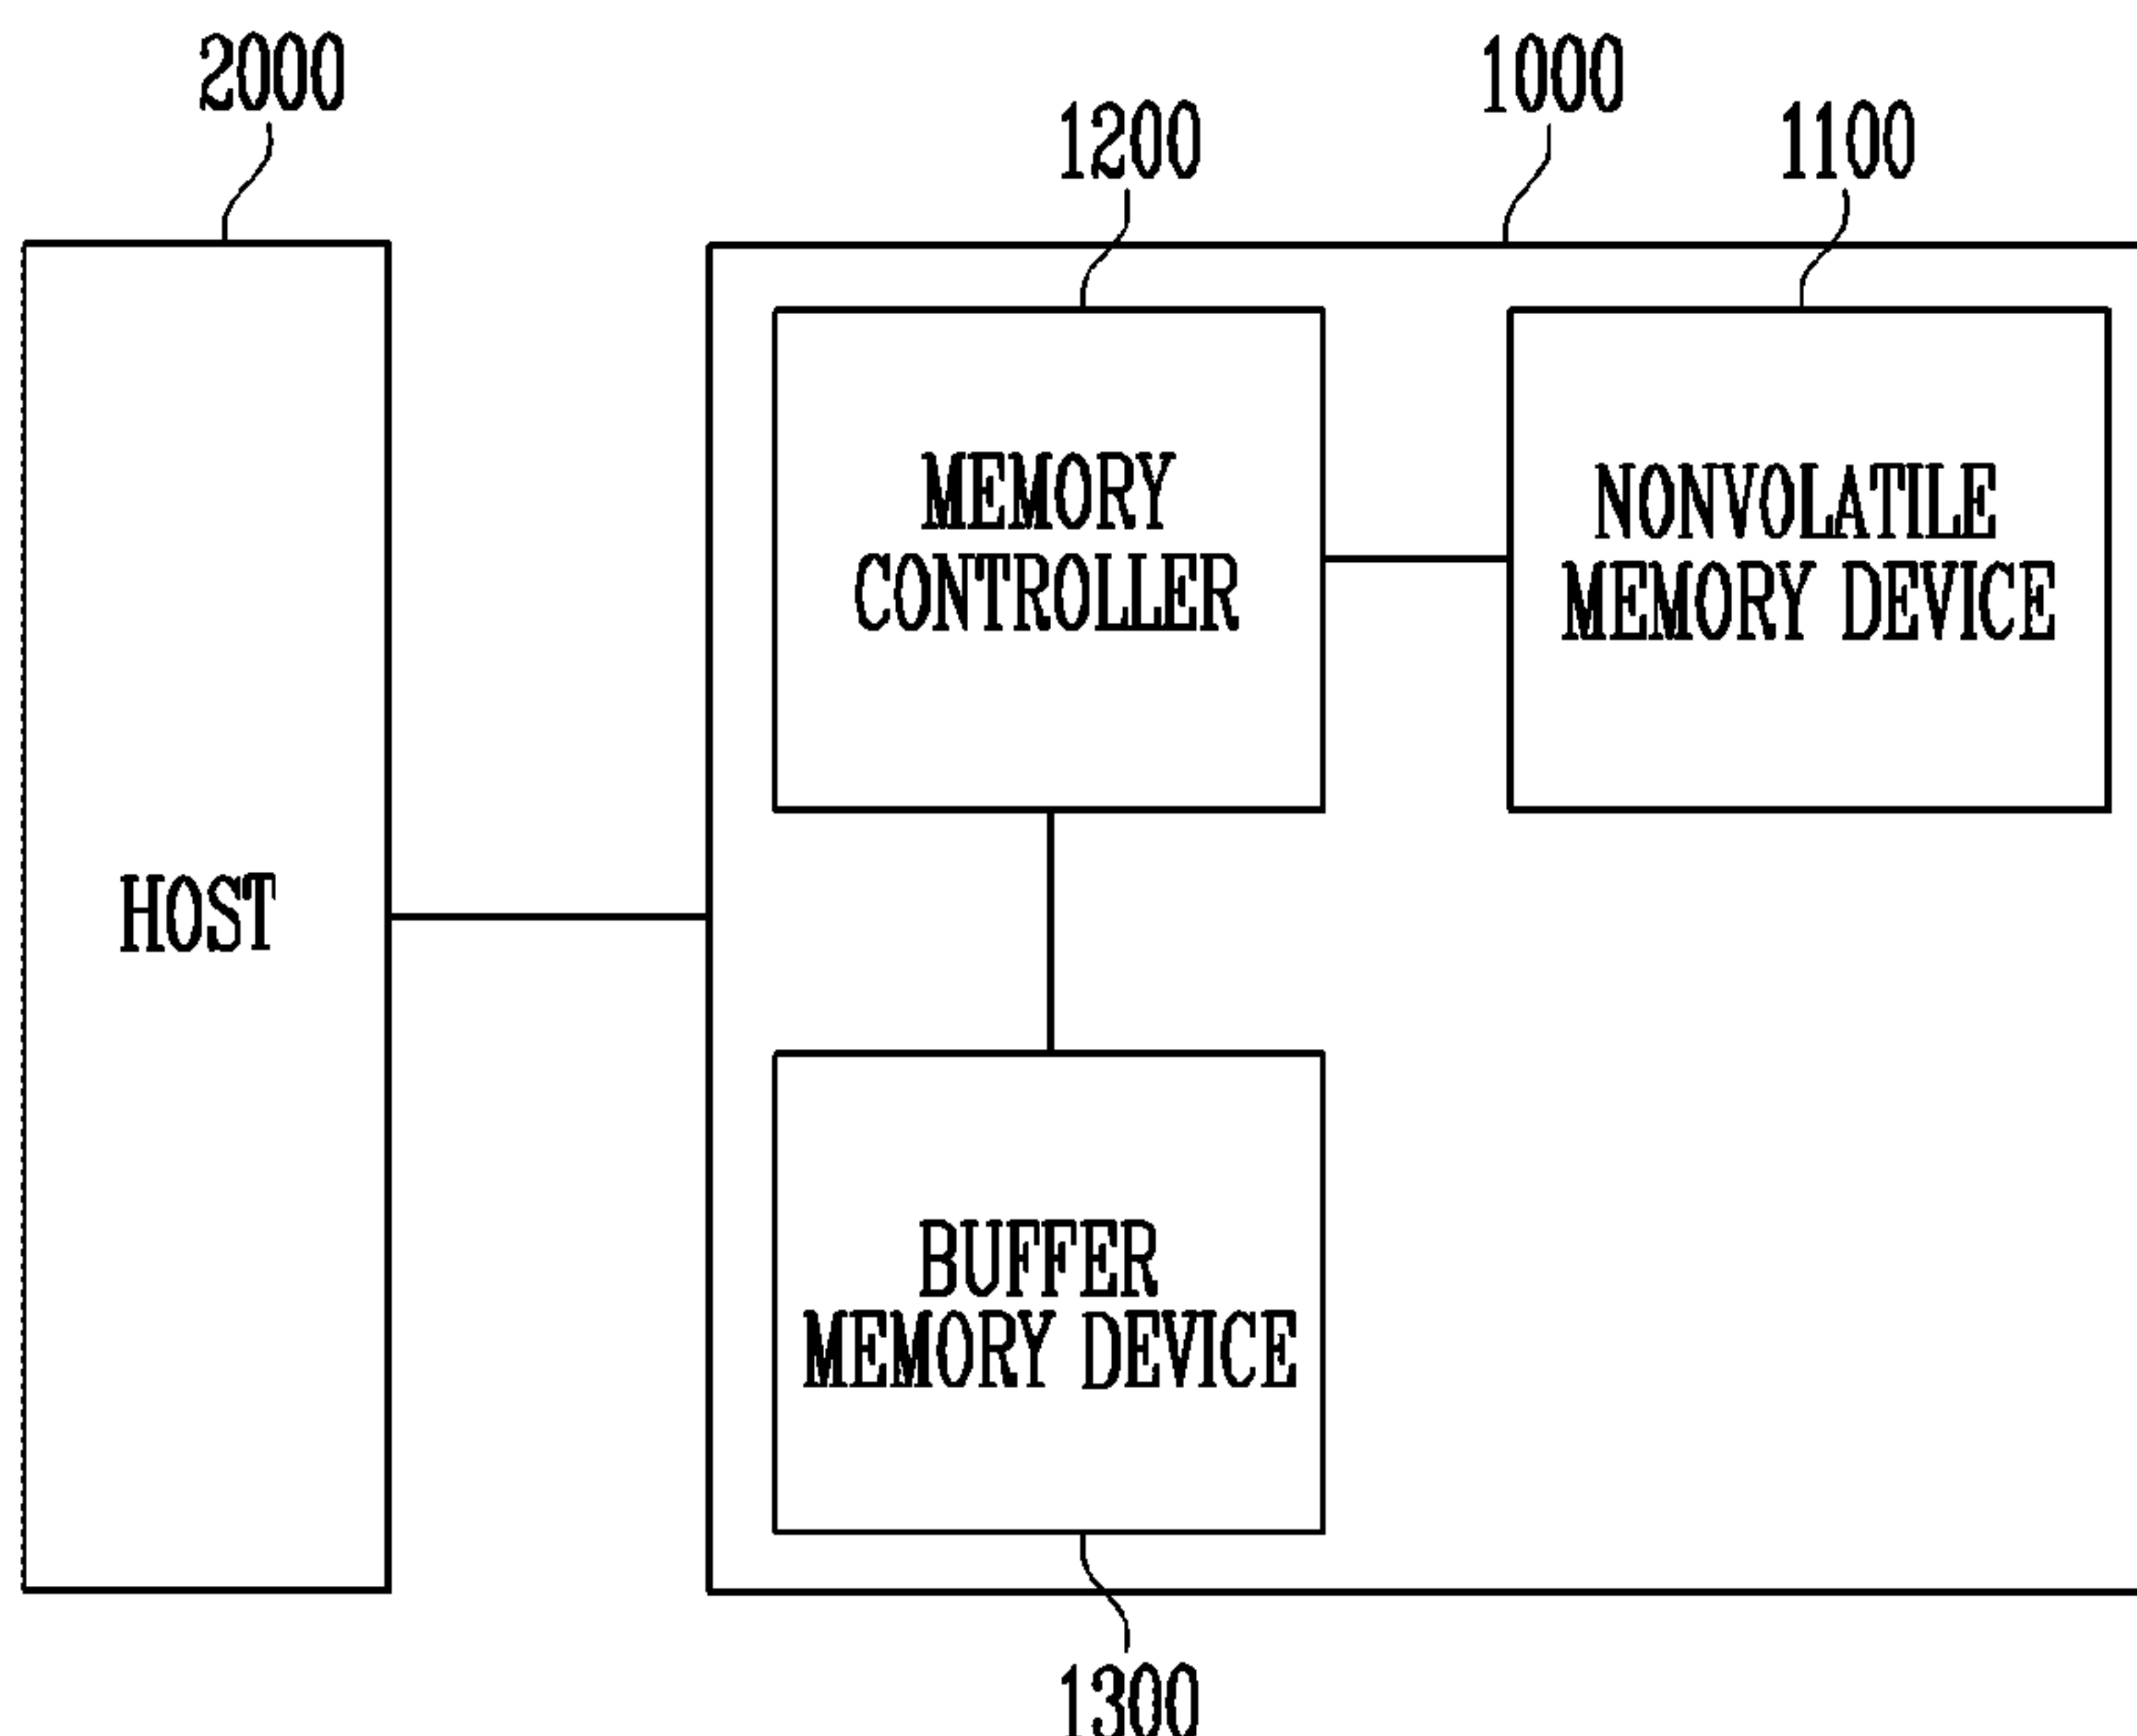 2000
1000
1200
1100
MEMORY
CONTROLLER
NONVOLATILE
MEMORY DEVICE
HOST
BUFFER
MEMORY DEVICE
1300